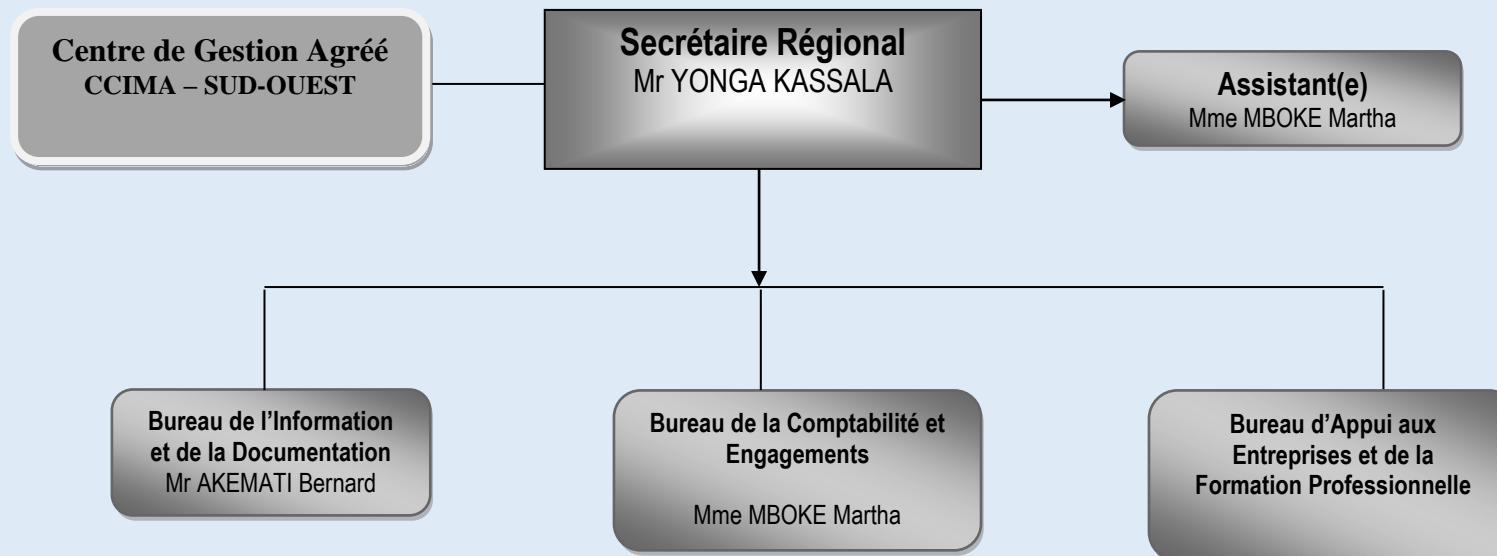 Centre de Gestion Agréé
CCIMA – SUD-OUEST
Secrétaire Régional
Mr YONGA KASSALA
Assistant(e)
Mme MBOKE Martha
Bureau de l’Information
et de la Documentation
Mr AKEMATI Bernard
Bureau de la Comptabilité et
Engagements
Mme MBOKE Martha
Bureau d’Appui aux
Entreprises et de la
Formation Professionnelle